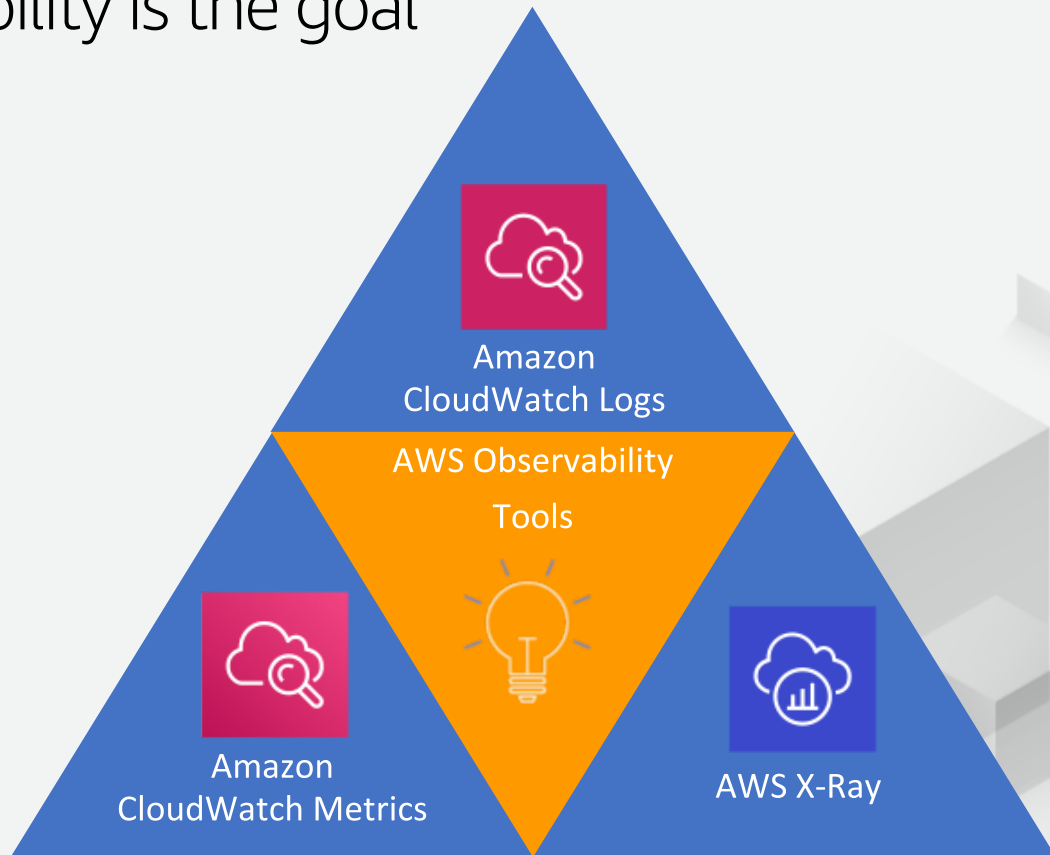 bility is the goal
Amazon
CloudWatch Logs
AWS Observability
Tools
Amazon
CloudWatch Metrics
AWS X-Ray